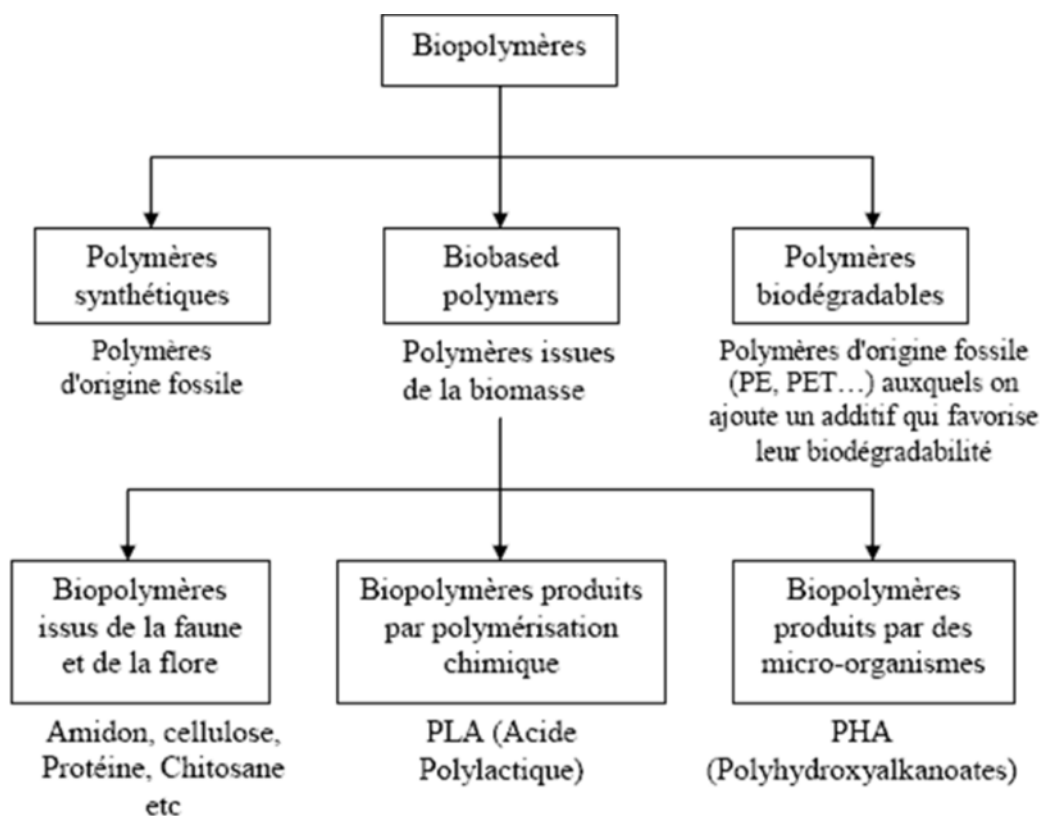 Biopolymères
Polymères
synthétiques
Polymères
d'origine fossile
Biobased
polymers
Polymères issues
de la biomasse
Polymères
biodégradables
Polymères d'origine fossile
(PE, PET…) auxquels on
ajoute un additif qui favorise
leur biodégradabilité
Biopolymères
issus de la faune
et de la flore
Amidon, cellulose,
Protéine, Chitosane
etc
Biopolymères produits
par polymérisation
chimique
PLA (Acide
Polylactique)
Biopolymères
produits par des
micro-organismes
PHA
(Polyhydroxyalkanoates)